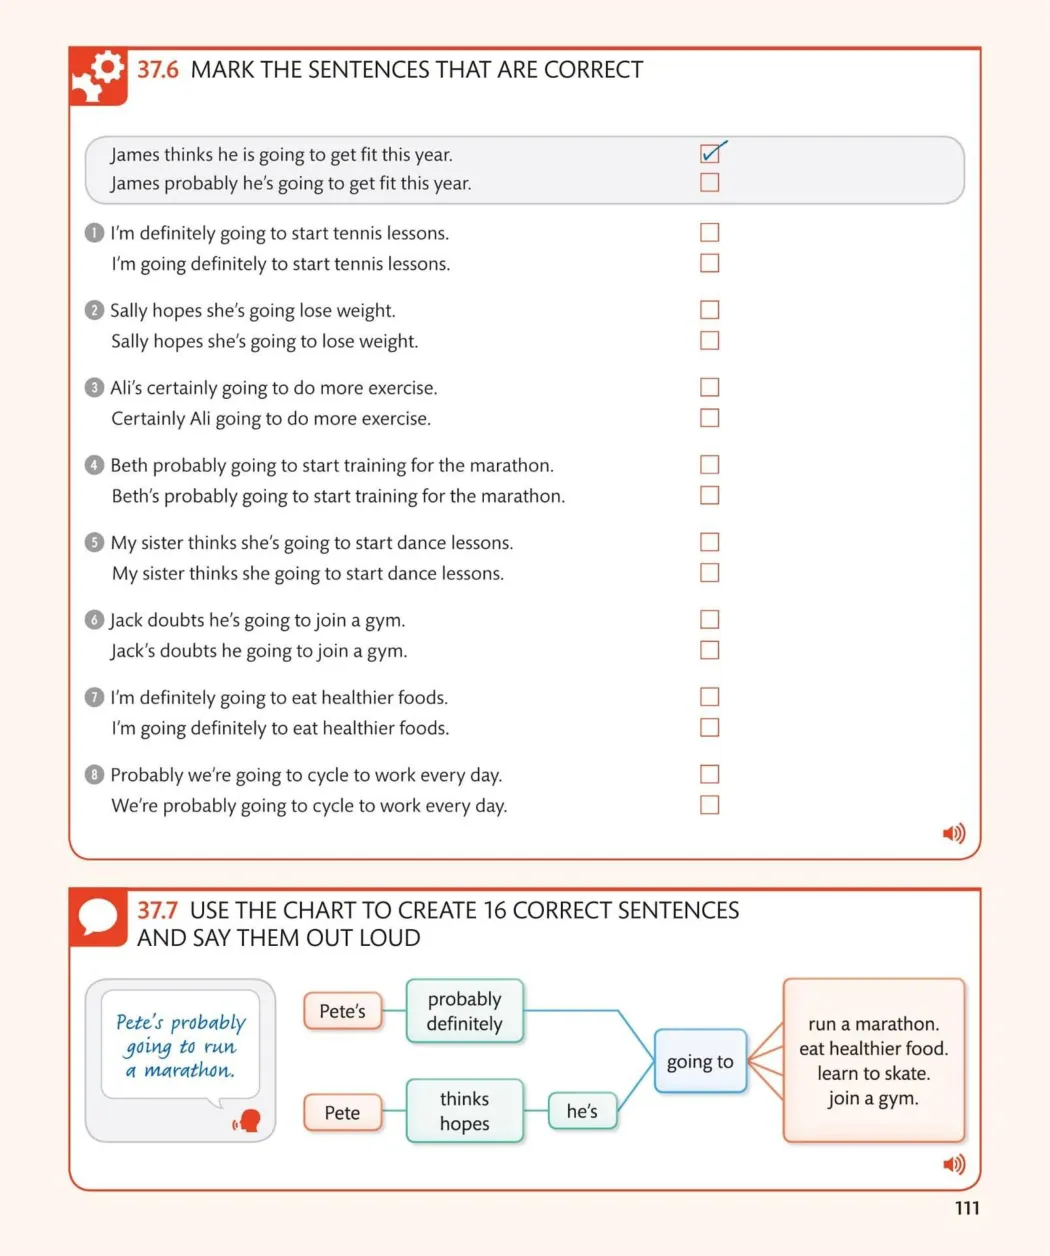 37.6 MARK THE SENTENCES THAT ARE CORRECT
James thinks he is going to get fit this year.
James probably he's going to get fit this year.
1 I'm definitely going to start tennis lessons.
I'm going definitely to start tennis lessons.
2 Sally hopes she's going lose weight.
Sally hopes she's going to lose weight.
3 Ali's certainly going to do more exercise.
Certainly Ali going to do more exercise.
4 Beth probably going to start training for the marathon.
Beth's probably going to start training for the marathon.
5 My sister thinks she's going to start dance lessons.
My sister thinks she going to start dance lessons.
6 Jack doubts he's going to join a gym.
Jack's doubts he going to join a gym.
7 I'm definitely going to eat healthier foods.
I'm going definitely to eat healthier foods.
8 Probably we're going to cycle to work every day.
We're probably going to cycle to work every day.
37.7 USE THE CHART TO CREATE 16 CORRECT SENTENCES
AND SAY THEM OUT LOUD
Pete's probably
going to run
a marathon.
Pete's
probably
definitely
Pete
thinks
hopes
he's
going to
run a marathon.
eat healthier food.
learn to skate.
join a gym.
111